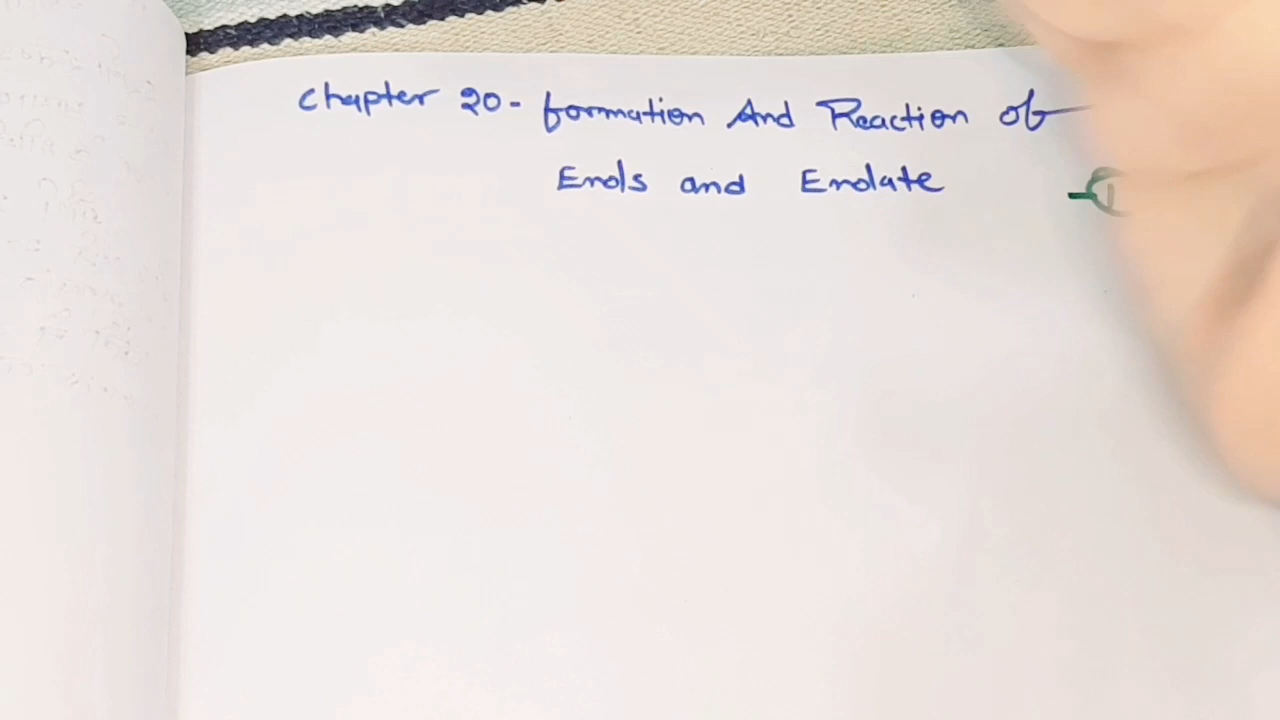 Chapter 20 - formation And Reaction of
Enols and Enolate